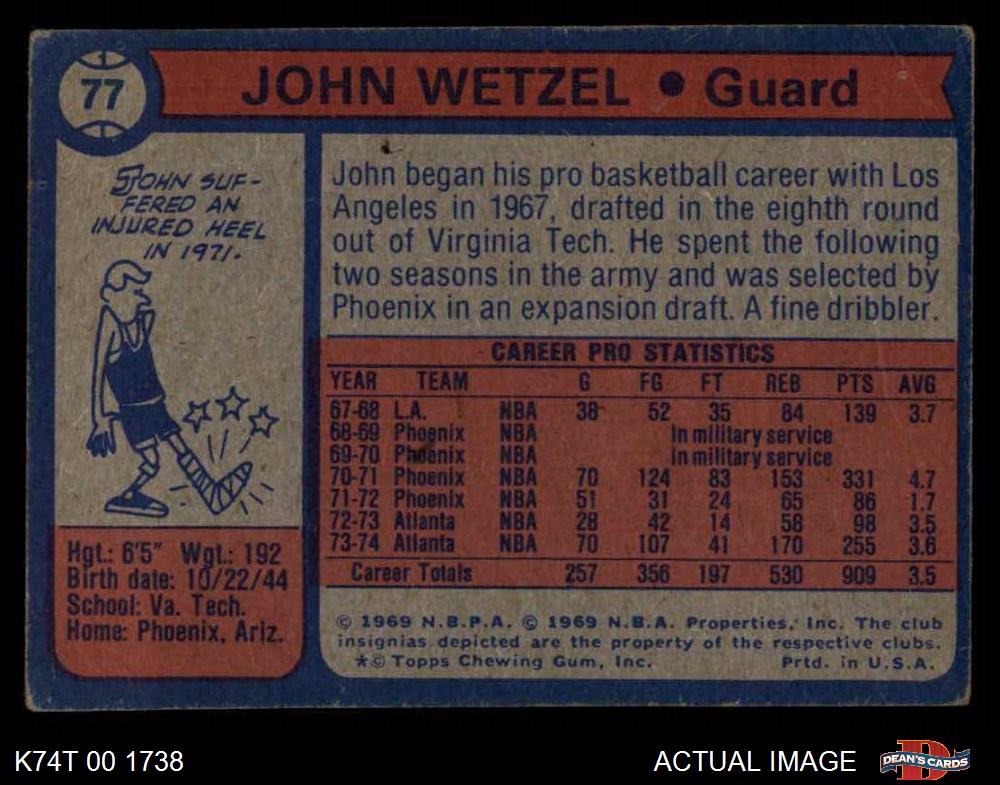 77
JOHN WETZEL • Guard
JOHN SUF-
FERED AN
INJURED HEEL
IN 1971.
John began his pro basketball career with Los
Angeles in 1967, drafted in the eighth round
out of Virginia Tech. He spent the following
two seasons in the army and was selected by
Phoenix in an expansion draft. A fine dribbler.
CAREER PRO STATISTICS
YEAR TEAM G FG FT REB PTS AVG
67-68 L.A. NBA 38 52 35 84 139 3.7
68-69 Phoenix NBA In military service
69-70 Phoenix NBA In military service
70-71 Phoenix NBA 70 124 83 153 331 4.7
71-72 Phoenix NBA 51 31 24 65 86 1.7
72-73 Atlanta NBA 28 42 14 58 98 3.5
73-74 Atlanta NBA 70 107 41 170 255 3.6
Career Totals 257 356 197 530 909 3.5
Hgt.: 6'5" Wgt.: 192
Birth date: 10/22/44
School: Va. Tech.
Home: Phoenix, Ariz.
© 1969 N.B.P.A. © 1969 N.B.A. Properties, Inc. The club
insignias depicted are the property of the respective clubs.
*© Topps Chewing Gum, Inc. Prtd. in U.S.A.
K74T 00 1738
ACTUAL IMAGE
D
DEAN'S CARDS